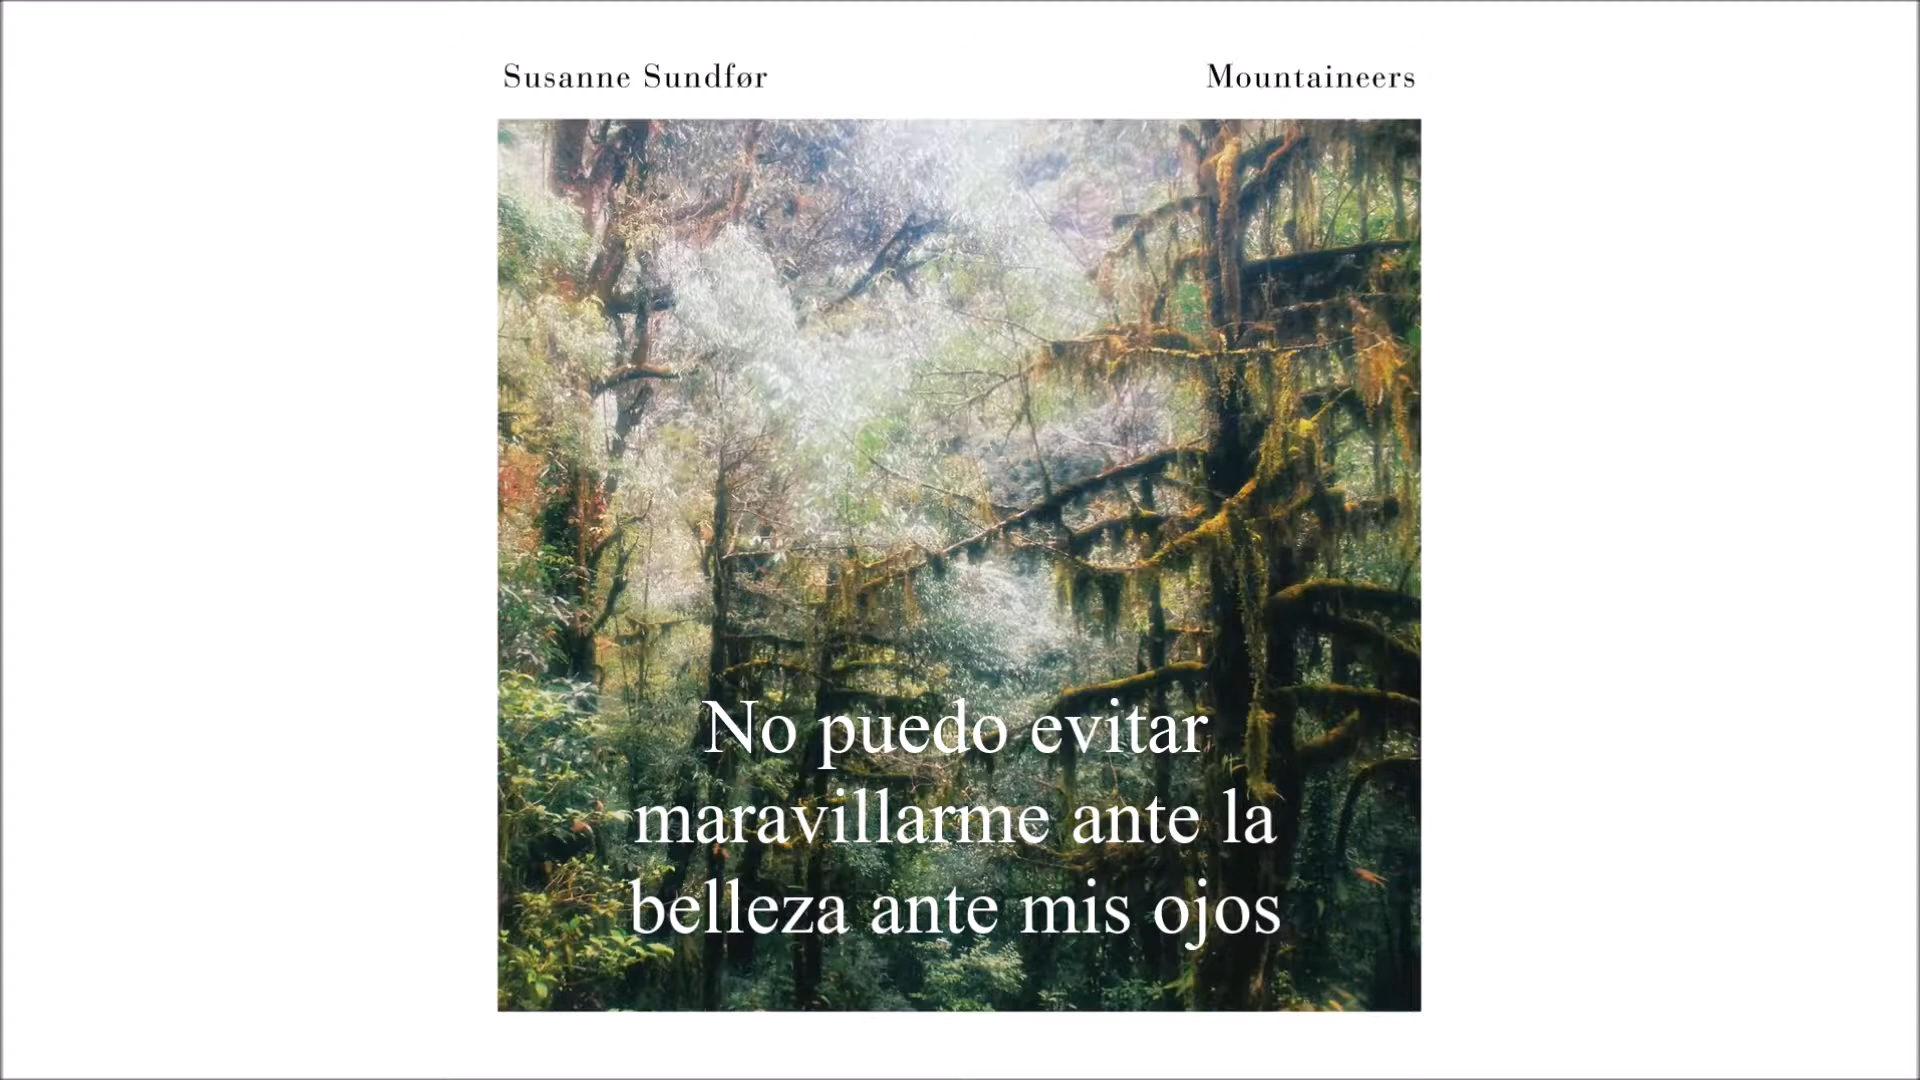 Susanne Sundfør
Mountaineers
No puedo evitar
maravillarme ante la
belleza ante mis ojos